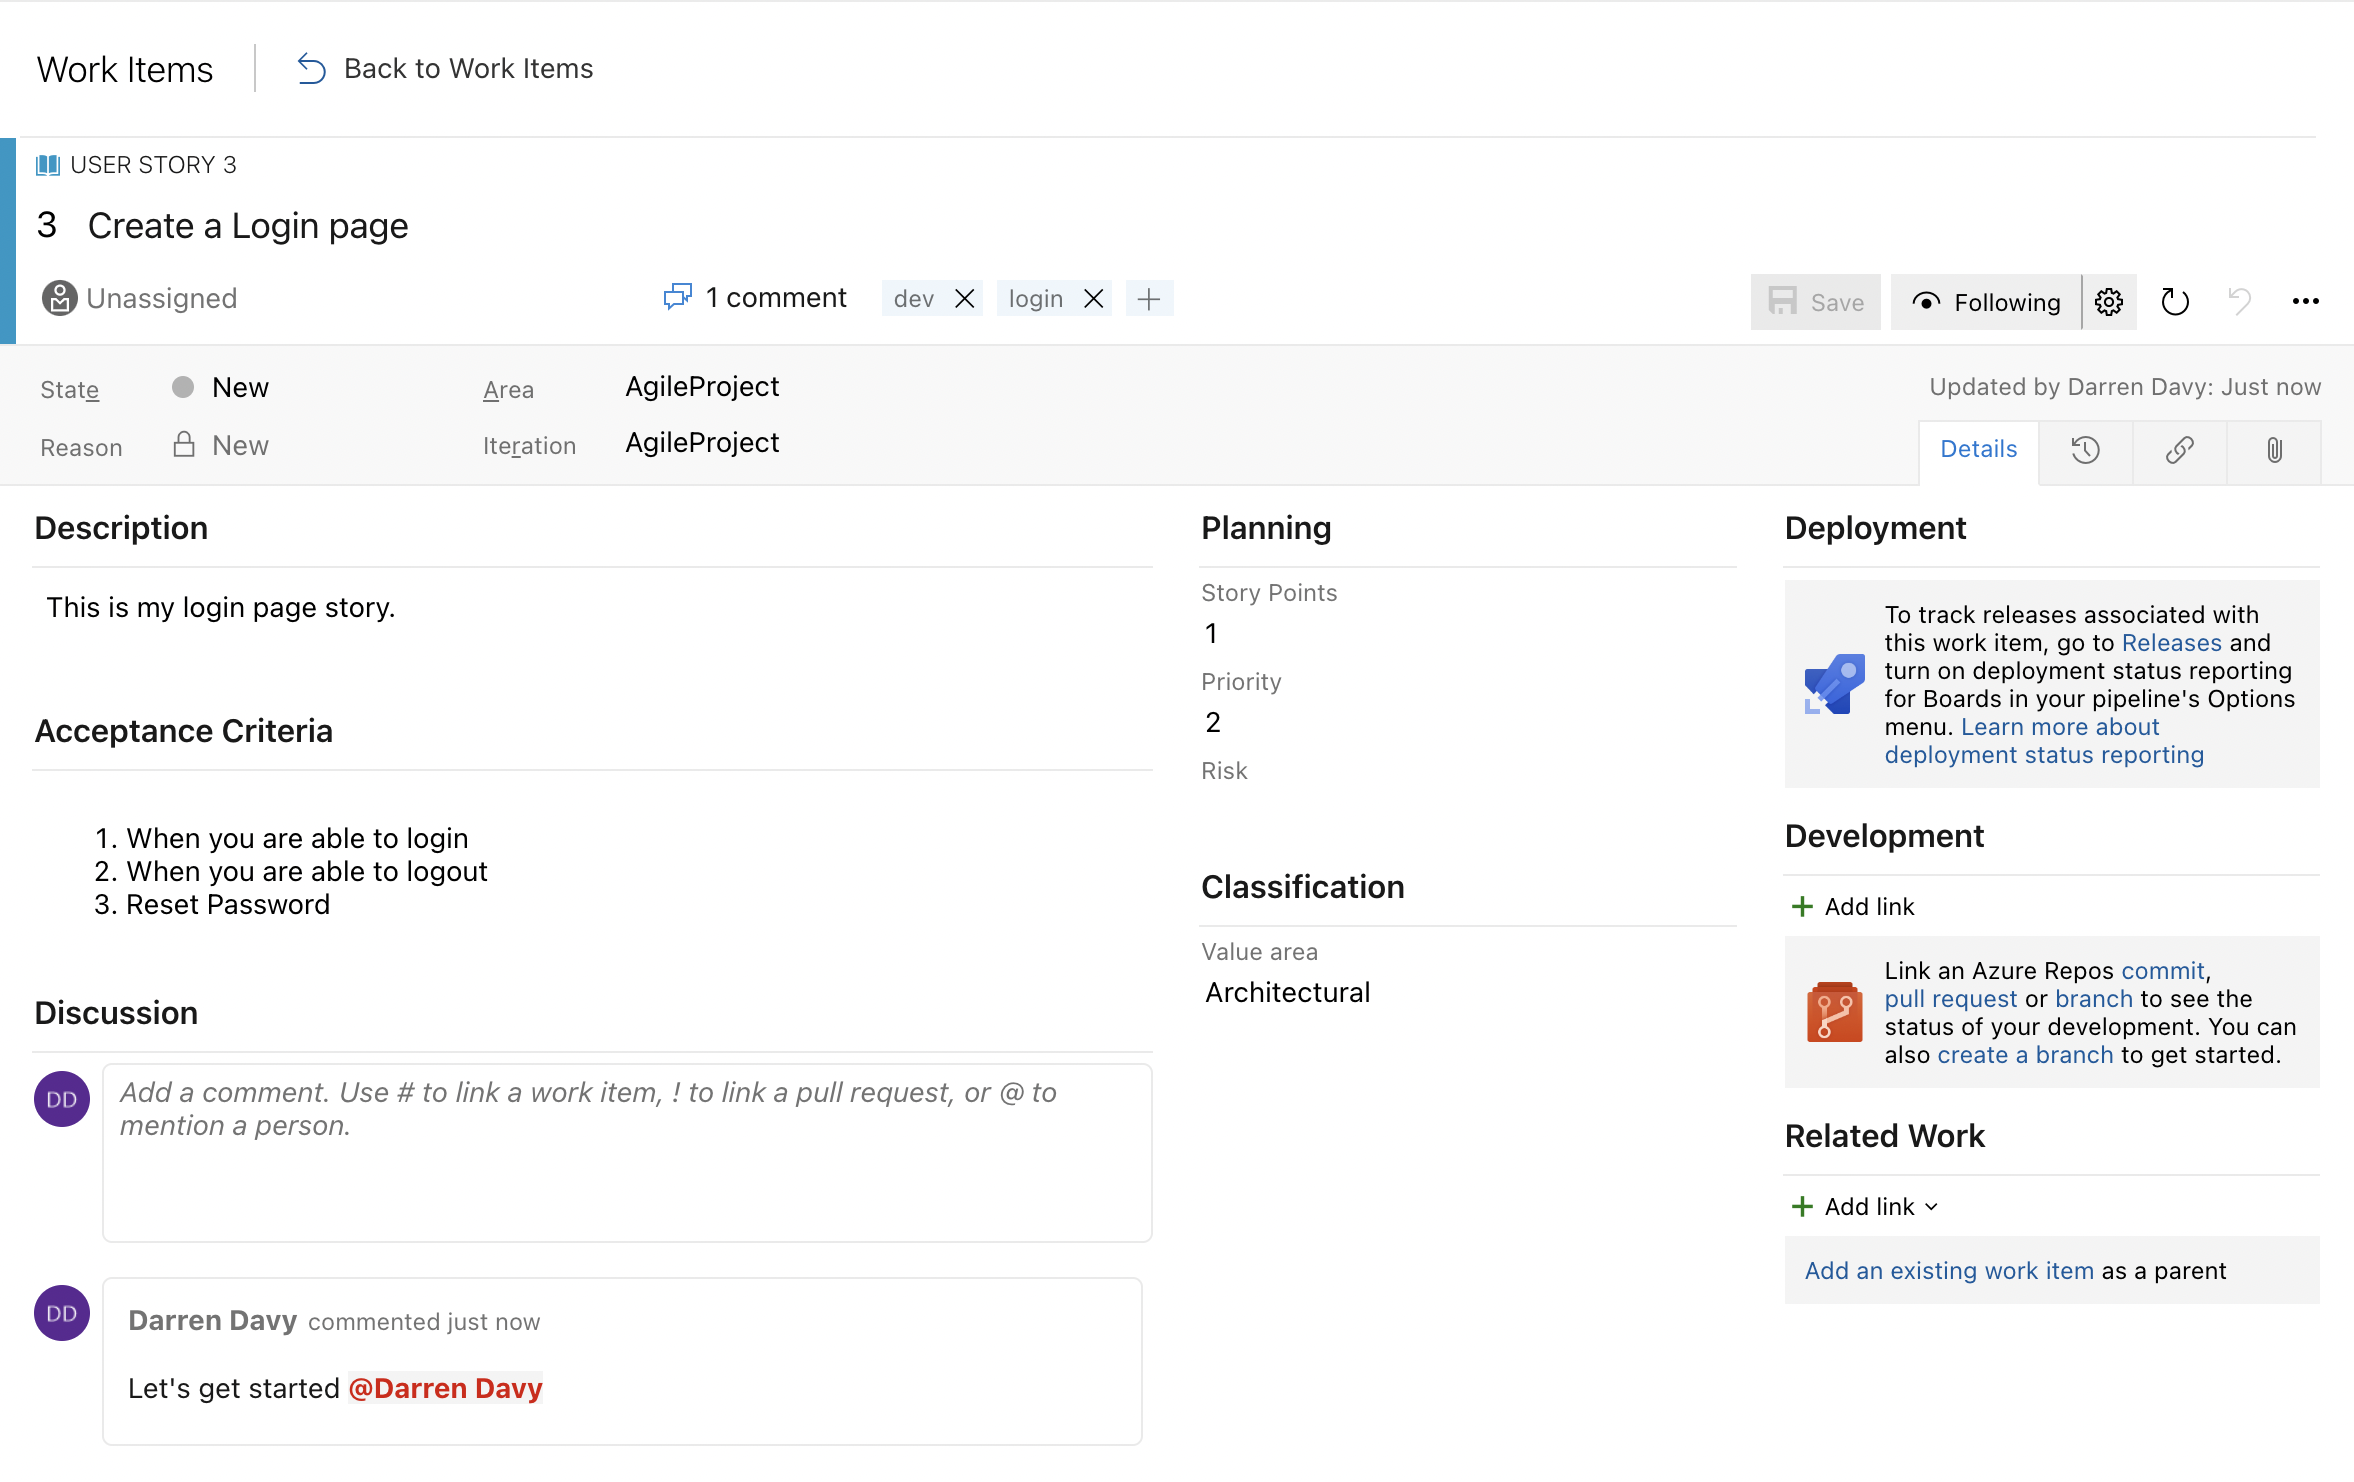 Work Items
Back to Work Items
USER STORY 3
3 Create a Login page
Unassigned
1 comment
dev
login
Save
Following
State
New
Area
AgileProject
Updated by Darren Davy: Just now
Reason
New
Iteration
AgileProject
Details
Description
This is my login page story.
Acceptance Criteria
1. When you are able to login
2. When you are able to logout
3. Reset Password
Discussion
DD
Add a comment. Use # to link a work item, ! to link a pull request, or @ to
mention a person.
DD
Darren Davy commented just now
Let's get started @Darren Davy
Planning
Story Points
1
Priority
2
Risk
Classification
Value area
Architectural
Deployment
To track releases associated with
this work item, go to Releases and
turn on deployment status reporting
for Boards in your pipeline's Options
menu. Learn more about
deployment status reporting
Development
Add link
Link an Azure Repos commit,
pull request or branch to see the
status of your development. You can
also create a branch to get started.
Related Work
Add link
Add an existing work item as a parent